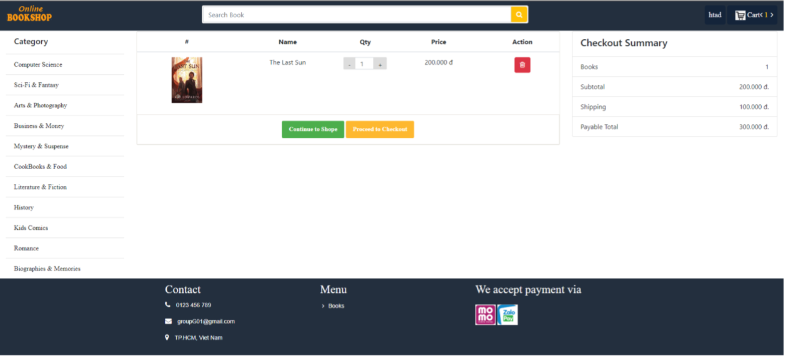 Online
BOOKSHOP
Search Book
htad
Cart< 1 >
Category
Computer Science
Sci-Fi & Fantasy
Arts & Photography
Business & Money
Mystery & Suspense
CookBooks & Food
Literature & Fiction
History
Kids Comics
Romance
Biographies & Memories
# Name Qty Price Action
The Last Sun - 1 + 200.000 đ
Continue to Shope Proceed to Checkout
Checkout Summary
Books 1
Subtotal 200.000 đ.
Shipping 100.000 đ.
Payable Total 300.000 đ.
Contact
0123 456 789
groupG01@gmail.com
TP.HCM, Viet Nam
Menu
> Books
We accept payment via
mo
mo
Zalo
Pay